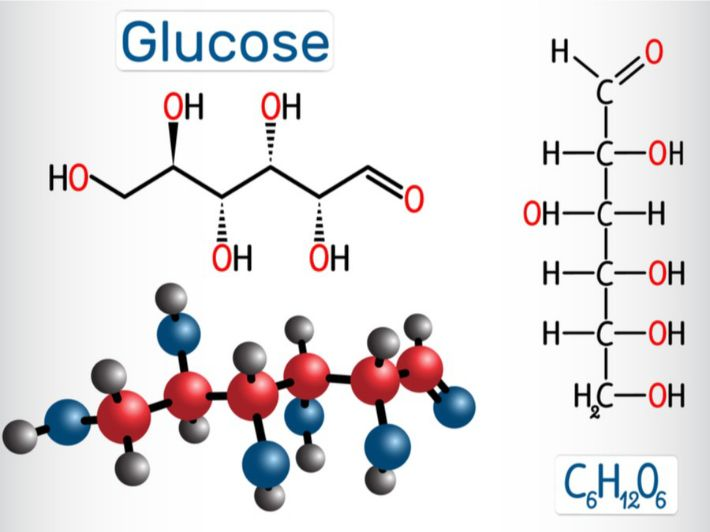 Glucose
OH OH
HO
O
OH OH
H O
C
H–C–OH
OH–C–H
H–C–OH
H–C–OH
H₂C–OH
C₆H₁₂O₆